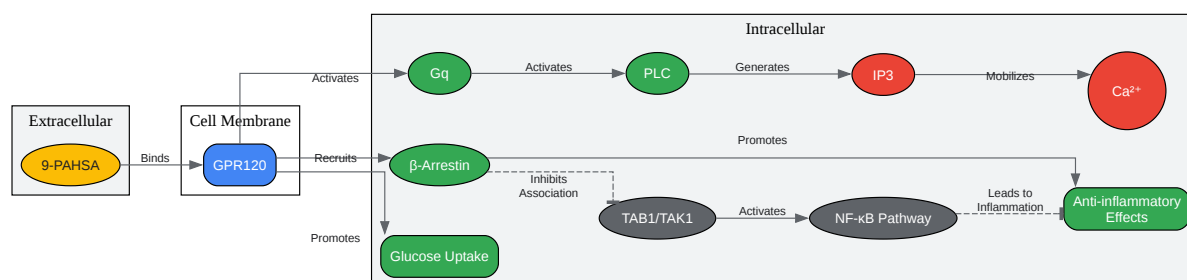 Intracellular
Gq
PLC
IP3
Ca²⁺
Activates
Activates
Generates
Mobilizes
Extracellular
Cell Membrane
9-PAHSA
Binds
GPR120
Recruits
β-Arrestin
Promotes
Inhibits
Association
TAB1/TAK1
Activates
NF-κB Pathway
Leads to
Inflammation
Anti-inflammatory
Effects
Promotes
Glucose Uptake